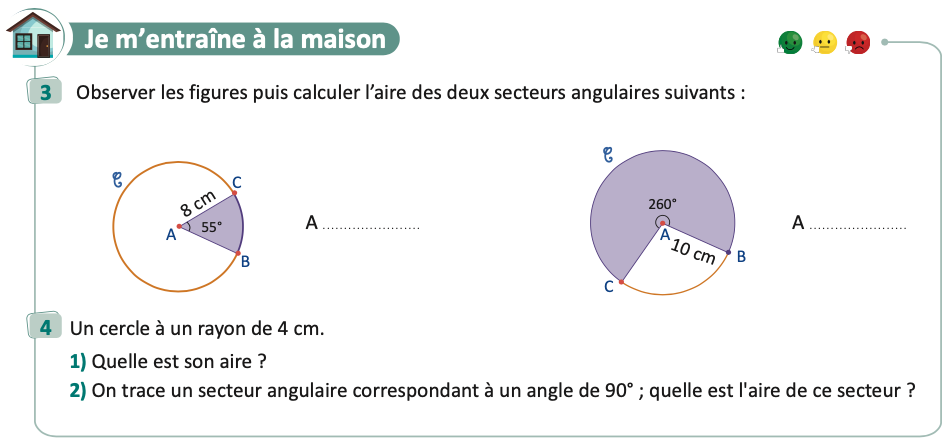 Je m’entraîne à la maison
3 Observer les figures puis calculer l’aire des deux secteurs angulaires suivants :
C
8 cm
55°
A
B
A ......................
C
260°
A
10 cm
B
C
A ......................
4 Un cercle à un rayon de 4 cm.
1) Quelle est son aire ?
2) On trace un secteur angulaire correspondant à un angle de 90° ; quelle est l'aire de ce secteur ?